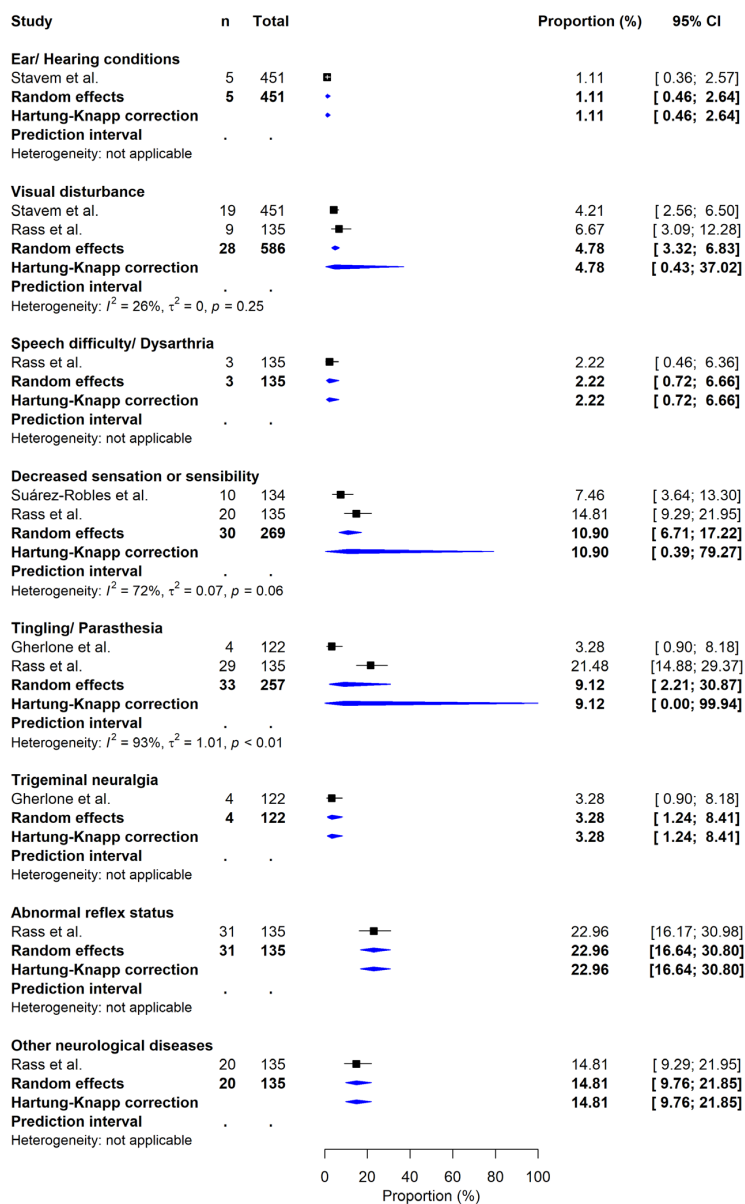 Study n Total Proportion (%) 95% CI
Ear/ Hearing conditions
Stavem et al. 5 451 1.11 [ 0.36; 2.57]
Random effects 5 451 1.11 [ 0.46; 2.64]
Hartung-Knapp correction 1.11 [ 0.46; 2.64]
Prediction interval . .
Heterogeneity: not applicable
Visual disturbance
Stavem et al. 19 451 4.21 [ 2.56; 6.50]
Rass et al. 9 135 6.67 [ 3.09; 12.28]
Random effects 28 586 4.78 [ 3.32; 6.83]
Hartung-Knapp correction 4.78 [ 0.43; 37.02]
Prediction interval . .
Heterogeneity: I² = 26%, τ² = 0, p = 0.25
Speech difficulty/ Dysarthria
Rass et al. 3 135 2.22 [ 0.46; 6.36]
Random effects 3 135 2.22 [ 0.72; 6.66]
Hartung-Knapp correction 2.22 [ 0.72; 6.66]
Prediction interval . .
Heterogeneity: not applicable
Decreased sensation or sensibility
Suárez-Robles et al. 10 134 7.46 [ 3.64; 13.30]
Rass et al. 20 135 14.81 [ 9.29; 21.95]
Random effects 30 269 10.90 [ 6.71; 17.22]
Hartung-Knapp correction 10.90 [ 0.39; 79.27]
Prediction interval . .
Heterogeneity: I² = 72%, τ² = 0.07, p = 0.06
Tingling/ Parasthesia
Gherlone et al. 4 122 3.28 [ 0.90; 8.18]
Rass et al. 29 135 21.48 [14.88; 29.37]
Random effects 33 257 9.12 [ 2.21; 30.87]
Hartung-Knapp correction 9.12 [ 0.00; 99.94]
Prediction interval . .
Heterogeneity: I² = 93%, τ² = 1.01, p < 0.01
Trigeminal neuralgia
Gherlone et al. 4 122 3.28 [ 0.90; 8.18]
Random effects 4 122 3.28 [ 1.24; 8.41]
Hartung-Knapp correction 3.28 [ 1.24; 8.41]
Prediction interval . .
Heterogeneity: not applicable
Abnormal reflex status
Rass et al. 31 135 22.96 [16.17; 30.98]
Random effects 31 135 22.96 [16.64; 30.80]
Hartung-Knapp correction 22.96 [16.64; 30.80]
Prediction interval . .
Heterogeneity: not applicable
Other neurological diseases
Rass et al. 20 135 14.81 [ 9.29; 21.95]
Random effects 20 135 14.81 [ 9.76; 21.85]
Hartung-Knapp correction 14.81 [ 9.76; 21.85]
Prediction interval . .
Heterogeneity: not applicable
0 20 40 60 80 100
Proportion (%)